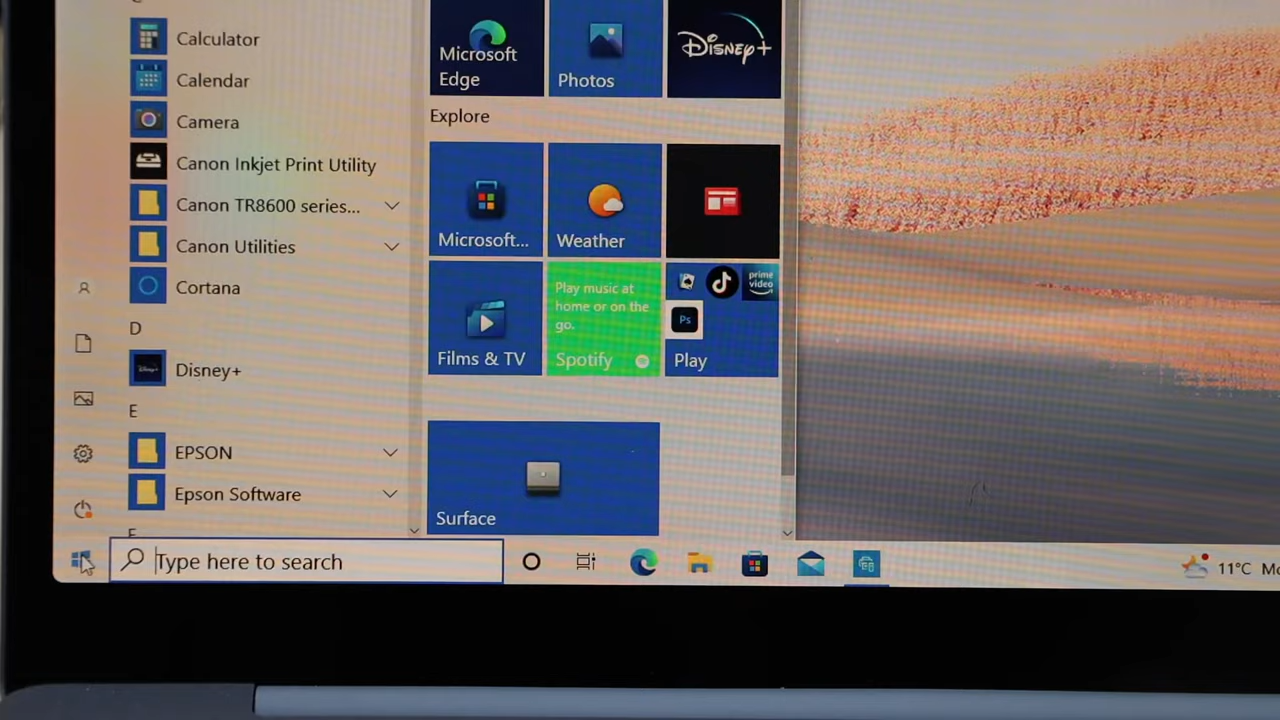 Calculator
Calendar
Camera
Canon Inkjet Print Utility
Canon TR8600 series...
Canon Utilities
Cortana
D
Disney+
E
EPSON
Epson Software
Microsoft
Edge
Photos
Disney+
Explore
Microsoft...
Weather
Films & TV
Play music at
home or on the
go.
Spotify
prime
video
Ps
Play
Surface
Type here to search
11°C